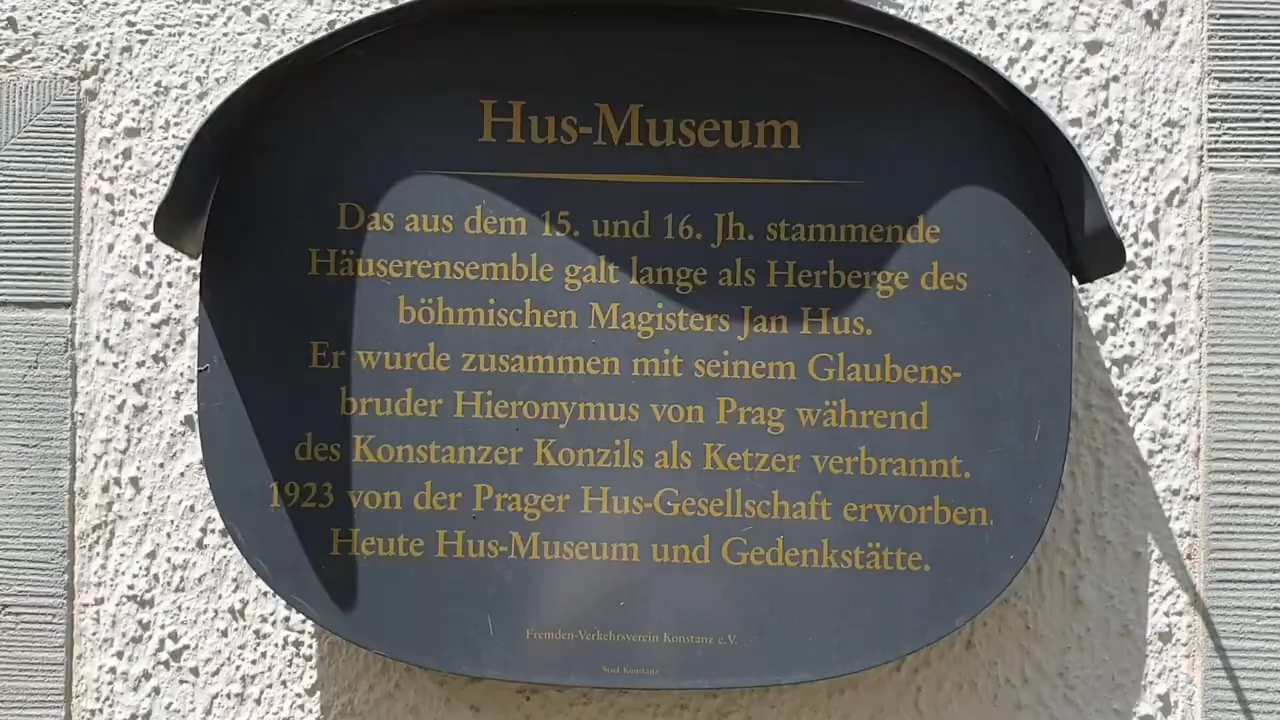 Hus-Museum
Das aus dem 15. und 16. Jh. stammende
Häuserensemble galt lange als Herberge des
böhmischen Magisters Jan Hus.
Er wurde zusammen mit seinem Glaubens-
bruder Hieronymus von Prag während
des Konstanzer Konzils als Ketzer verbrannt.
1923 von der Prager Hus-Gesellschaft erworben.
Heute Hus-Museum und Gedenkstätte.
Fremden-Verkehrsverein Konstanz e.V.
Stief Konstanz